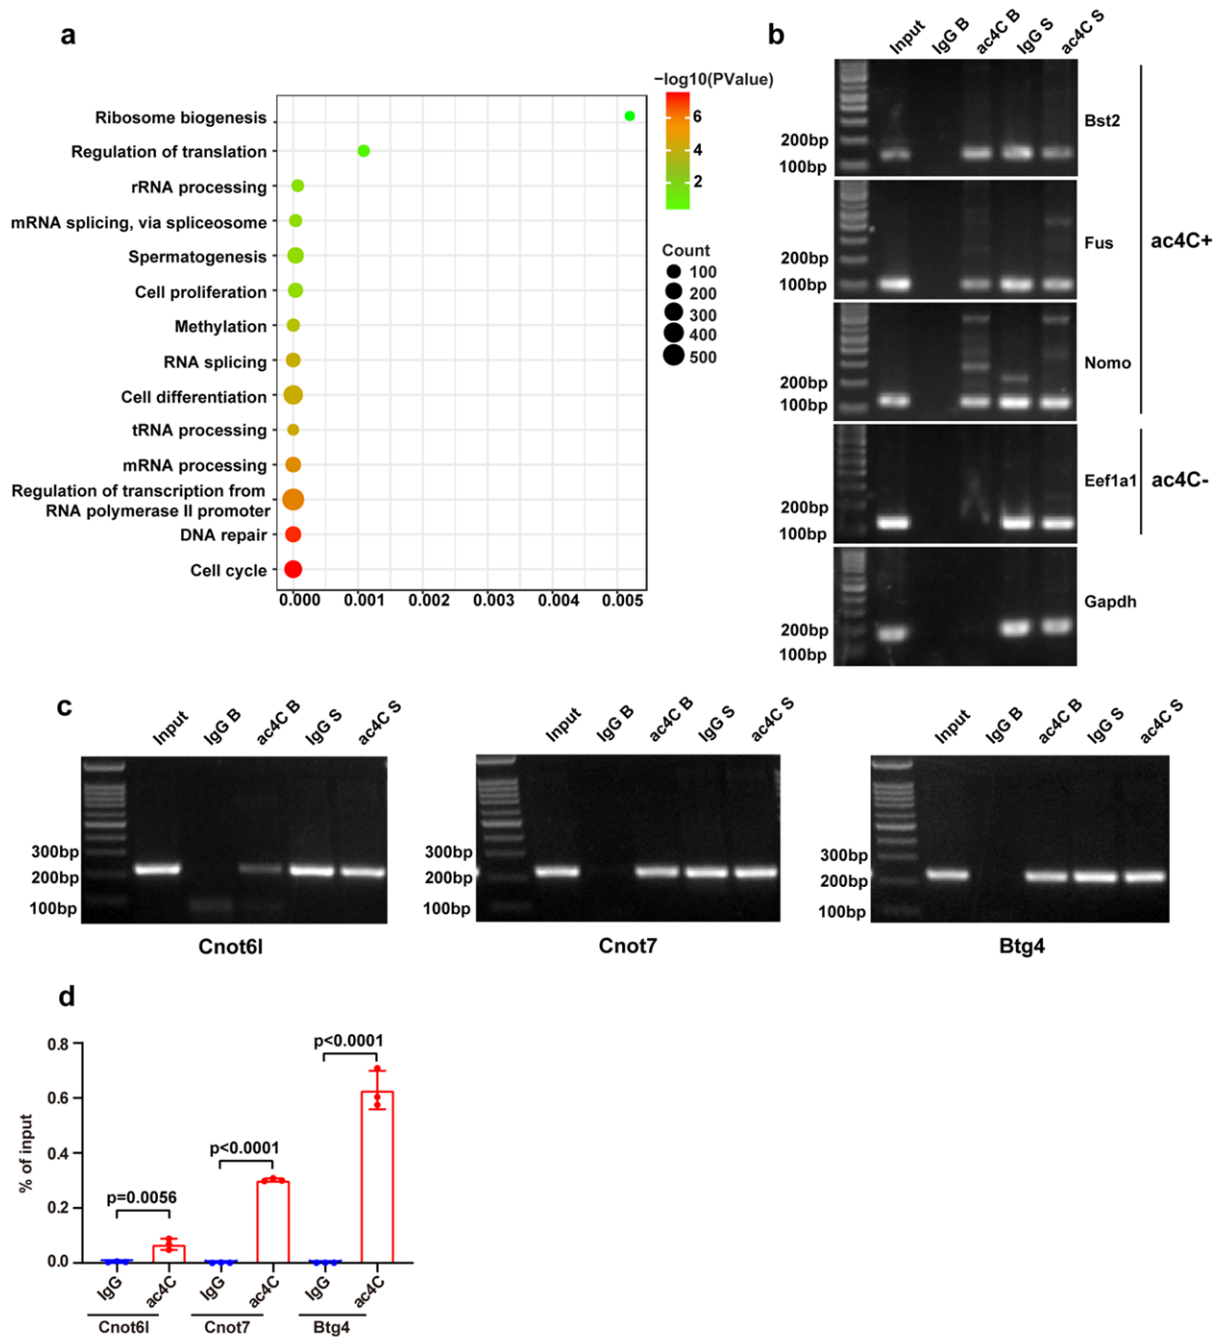 a
−log10(PValue)
6
4
2
Count
100
200
300
400
500
Ribosome biogenesis
Regulation of translation
rRNA processing
mRNA splicing, via spliceosome
Spermatogenesis
Cell proliferation
Methylation
RNA splicing
Cell differentiation
tRNA processing
mRNA processing
Regulation of transcription from
RNA polymerase II promoter
DNA repair
Cell cycle
0.000 0.001 0.002 0.003 0.004 0.005
b
Input IgG B ac4C B IgG S ac4C S
200bp
100bp
Bst2
200bp
100bp
Fus
ac4C+
200bp
100bp
Nomo
200bp
100bp
Eef1a1
ac4C-
200bp
100bp
Gapdh
c
Input IgG B ac4C B IgG S ac4C S
300bp
200bp
100bp
Cnot6l
Input IgG B ac4C B IgG S ac4C S
300bp
200bp
100bp
Cnot7
Input IgG B ac4C B IgG S ac4C S
300bp
200bp
100bp
Btg4
d
% of input
0.8
0.6
0.4
0.2
0.0
p=0.0056
p<0.0001
p<0.0001
IgG ac4C IgG ac4C IgG ac4C
Cnot6l Cnot7 Btg4